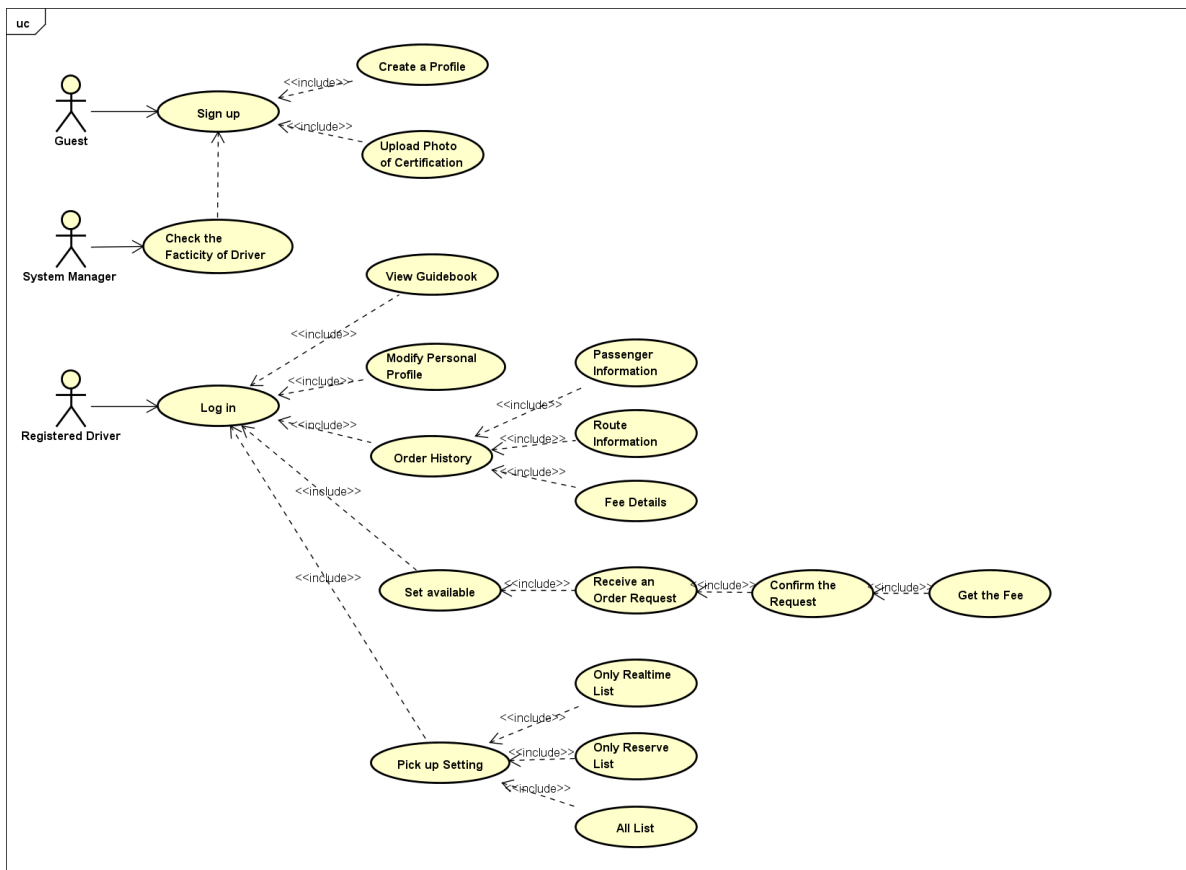 uc
Create a Profile
<<include>>
Sign up
<<include>>
Guest
Upload Photo
of Certification
Check the
Facticity of Driver
System Manager
View Guidebook
<<include>>
Modify Personal
Profile
<<include>>
Passenger
Information
Log in
<<include>>
Registered Driver
<<include>>
Route
Information
<<include>>
Order History
<<include>>
Fee Details
<<include>>
<<include>>
Set available
<<include>>
Receive an
Order Request
<<include>>
Confirm the
Request
<<include>>
Get the Fee
Only Realtime
List
<<include>>
Only Reserve
List
<<include>>
Pick up Setting
<<include>>
All List